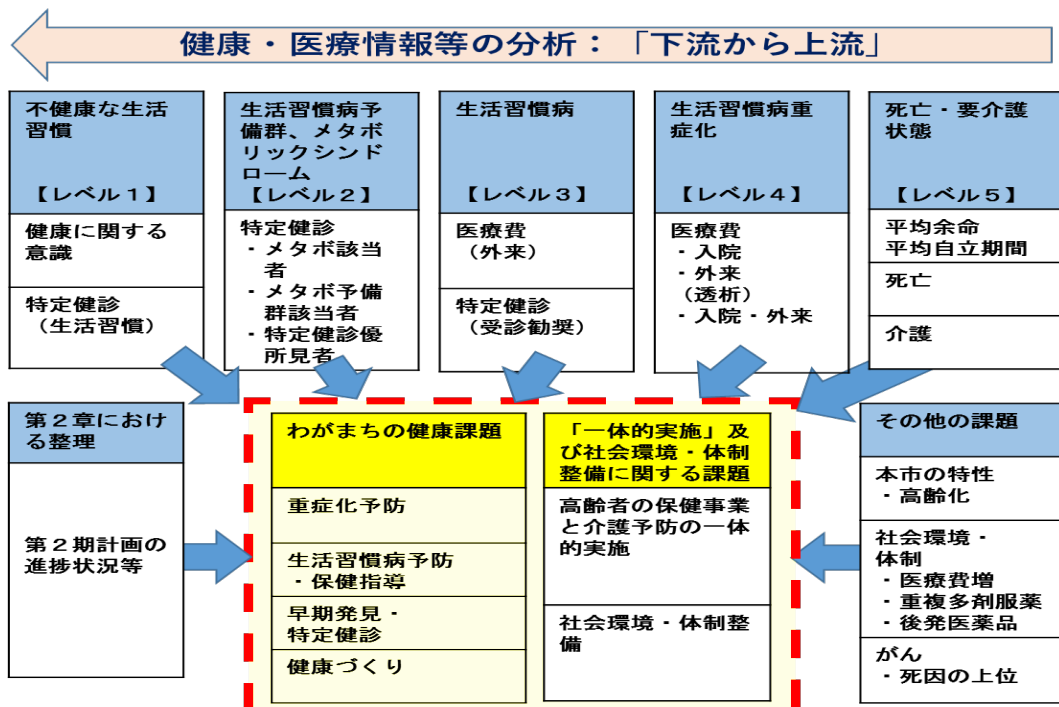 健康・医療情報等の分析：「下流から上流」
不健康な生活
習慣
【レベル１】
健康に関する
意識
特定健診
（生活習慣）
生活習慣病予
備群、メタボ
リックシンド
ローム
【レベル２】
特定健診
・メタボ該当
者
・メタボ予備
群該当者
・特定健診優
所見者
生活習慣病
【レベル３】
医療費
（外来）
特定健診
（受診勧奨）
生活習慣病重
症化
【レベル４】
医療費
・入院
・外来
（透析）
・入院・外来
死亡・要介護
状態
【レベル５】
平均余命
平均自立期間
死亡
介護
第２章におけ
る整理
第２期計画の
進捗状況等
わがまちの健康課題
重症化予防
生活習慣病予防
・保健指導
早期発見・
特定健診
健康づくり
「一体的実施」及
び社会環境・体制
整備に関する課題
高齢者の保健事業
と介護予防の一体
的実施
社会環境・体制整
備
その他の課題
本市の特性
・高齢化
社会環境・
体制
・医療費増
・重複多剤服薬
・後発医薬品
がん
・死因の上位